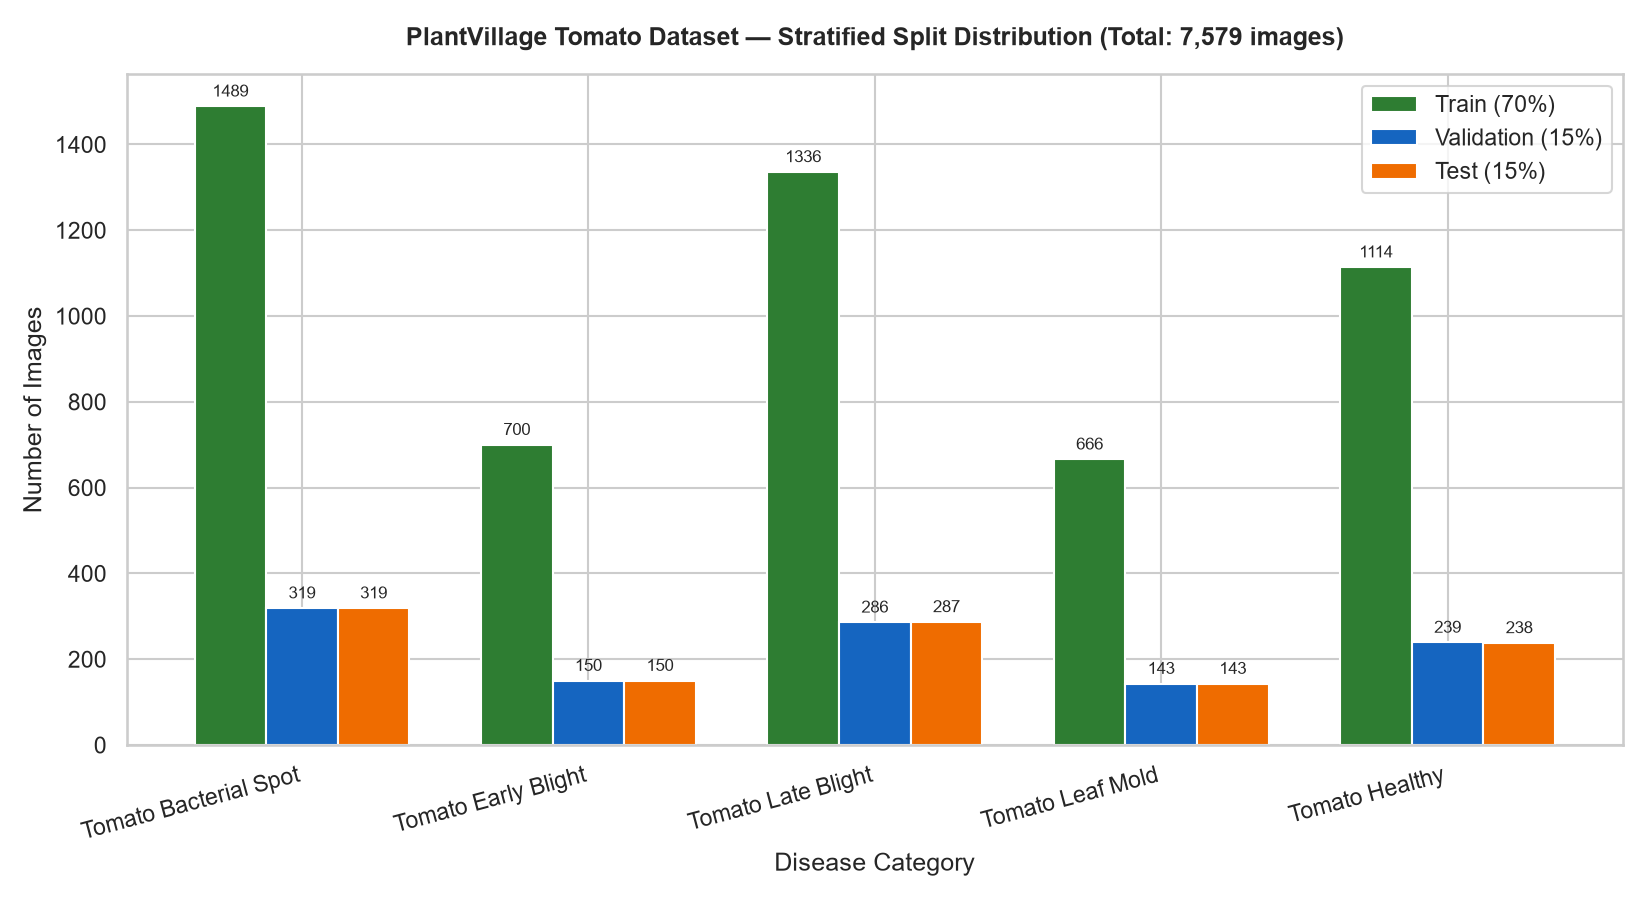 PlantVillage Tomato Dataset — Stratified Split Distribution (Total: 7,579 images)
Train (70%)
Validation (15%)
Test (15%)
Number of Images
1400
1200
1000
800
600
400
200
0
1489
319
319
700
150
150
1336
286
287
666
143
143
1114
239
238
Tomato Bacterial Spot
Tomato Early Blight
Tomato Late Blight
Tomato Leaf Mold
Tomato Healthy
Disease Category